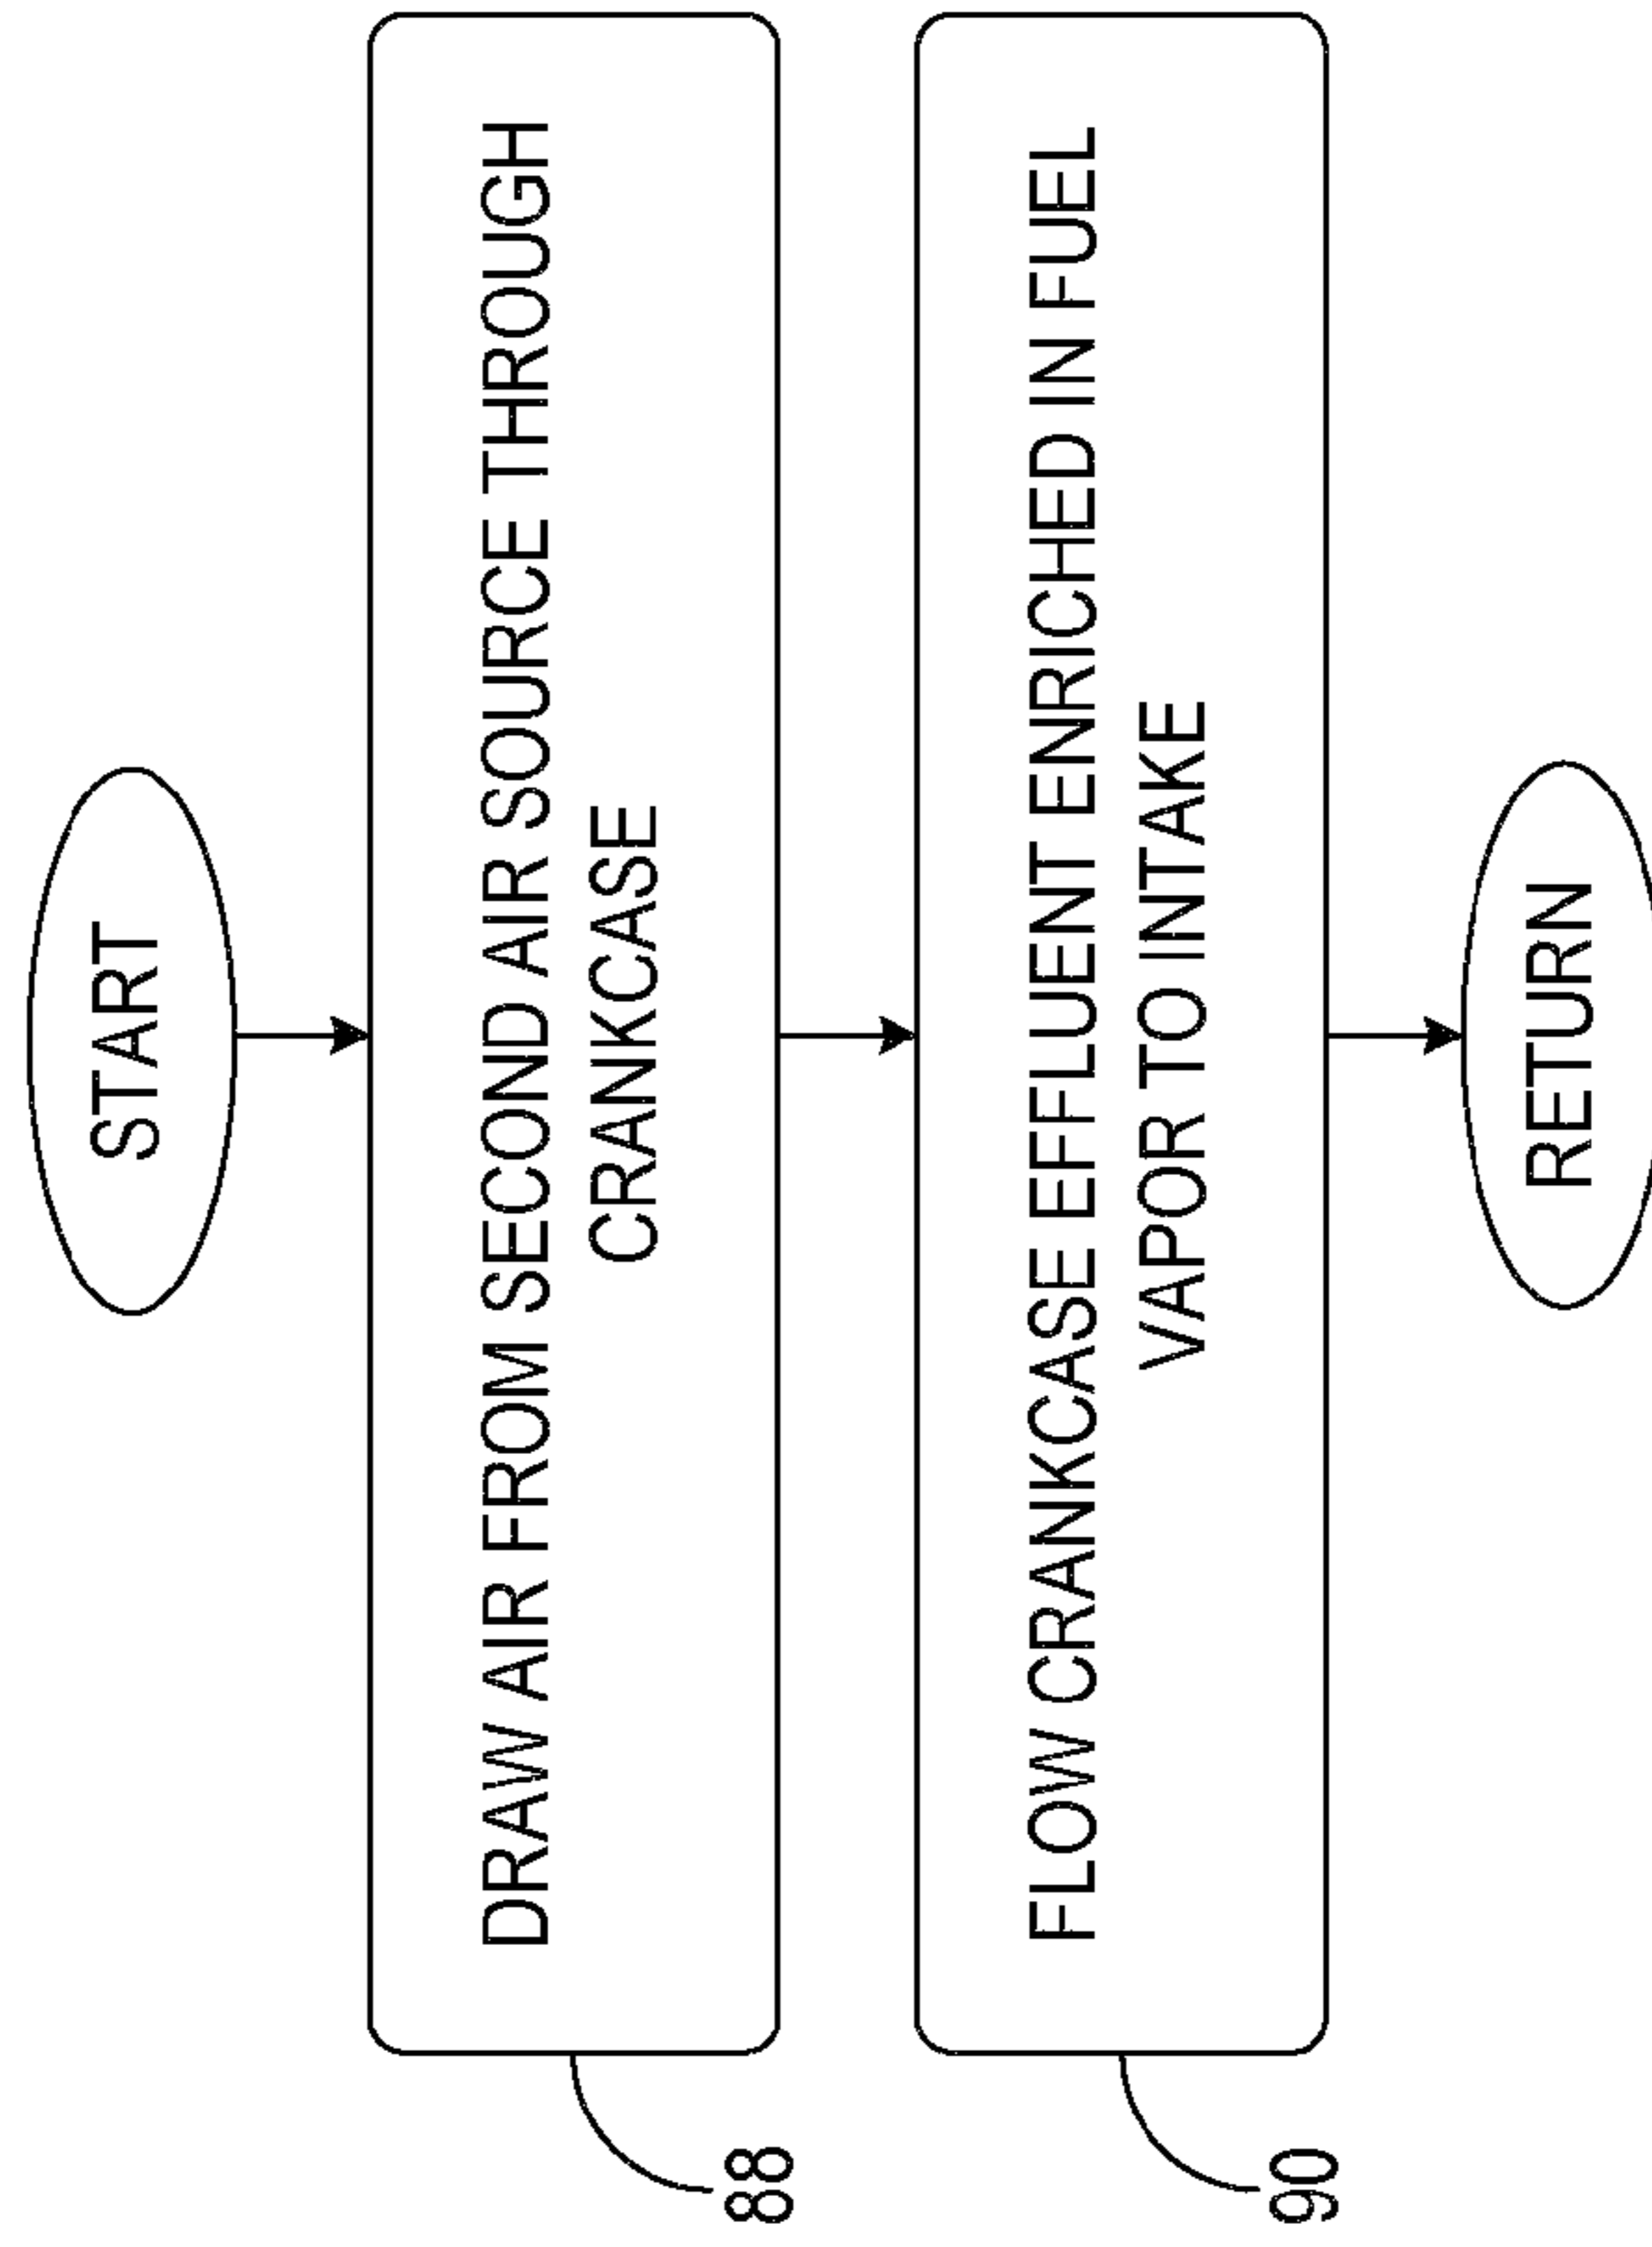 START
DRAW AIR FROM SECOND AIR SOURCE THROUGH
CRANKCASE
88
FLOW CRANKCASE EFFLUENT ENRICHED IN FUEL
VAPOR TO INTAKE
90
RETURN